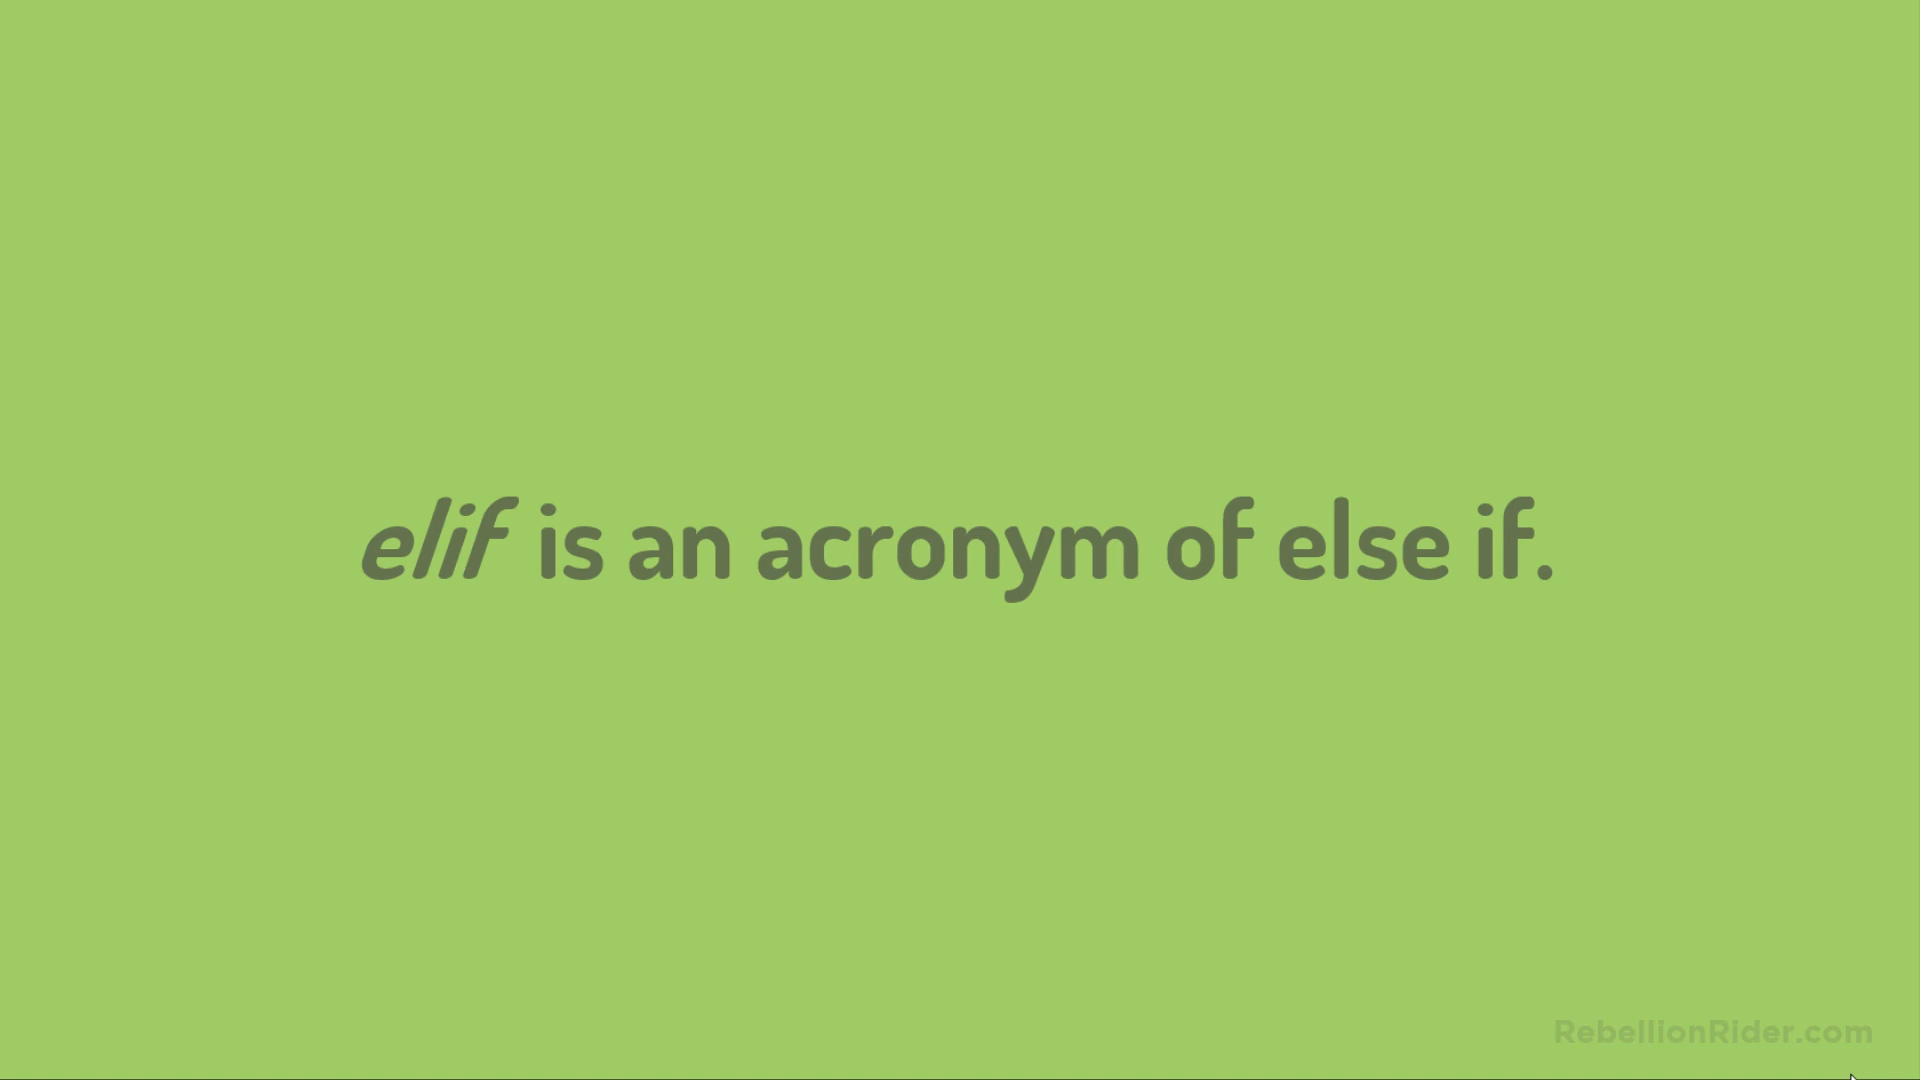 elif is an acronym of else if.
RebellionRider.com